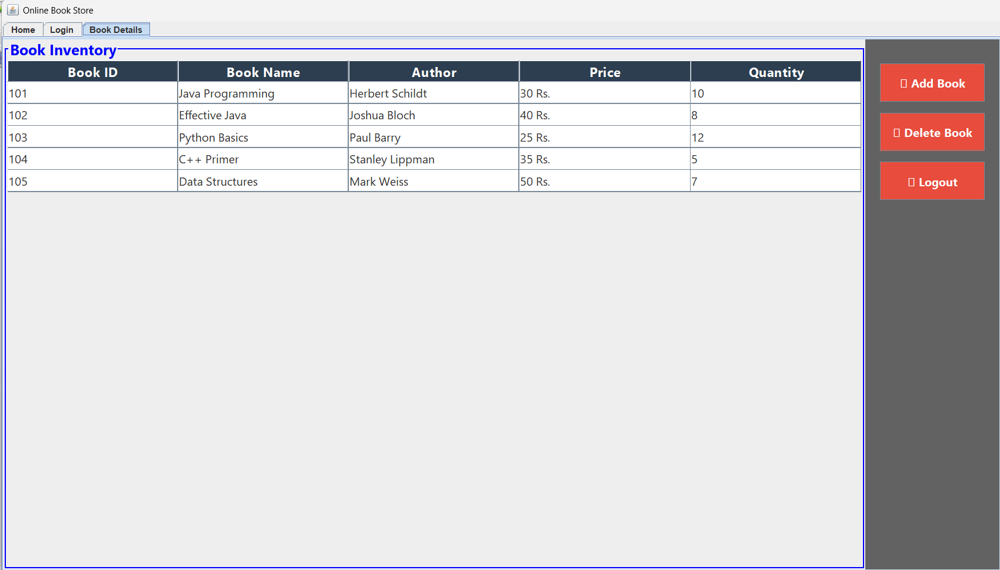 Online Book Store
Home Login Book Details
Book Inventory
Book ID Book Name Author Price Quantity
101 Java Programming Herbert Schildt 30 Rs. 10
102 Effective Java Joshua Bloch 40 Rs. 8
103 Python Basics Paul Barry 25 Rs. 12
104 C++ Primer Stanley Lippman 35 Rs. 5
105 Data Structures Mark Weiss 50 Rs. 7
Add Book
Delete Book
Logout